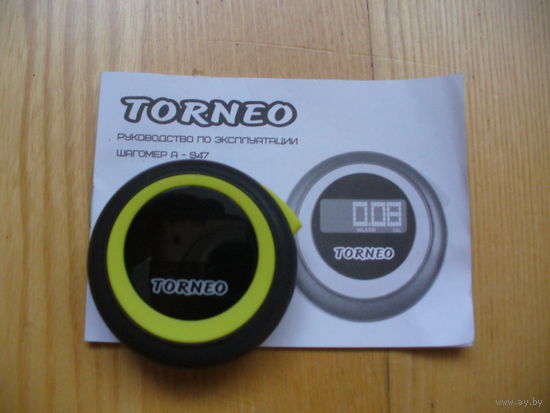 TORNEO
РУКОВОДСТВО ПО ЭКСПЛУАТАЦИИ
ШАГОМЕР A - 947
0.08
TORNEO
TORNEO
www.ay.by